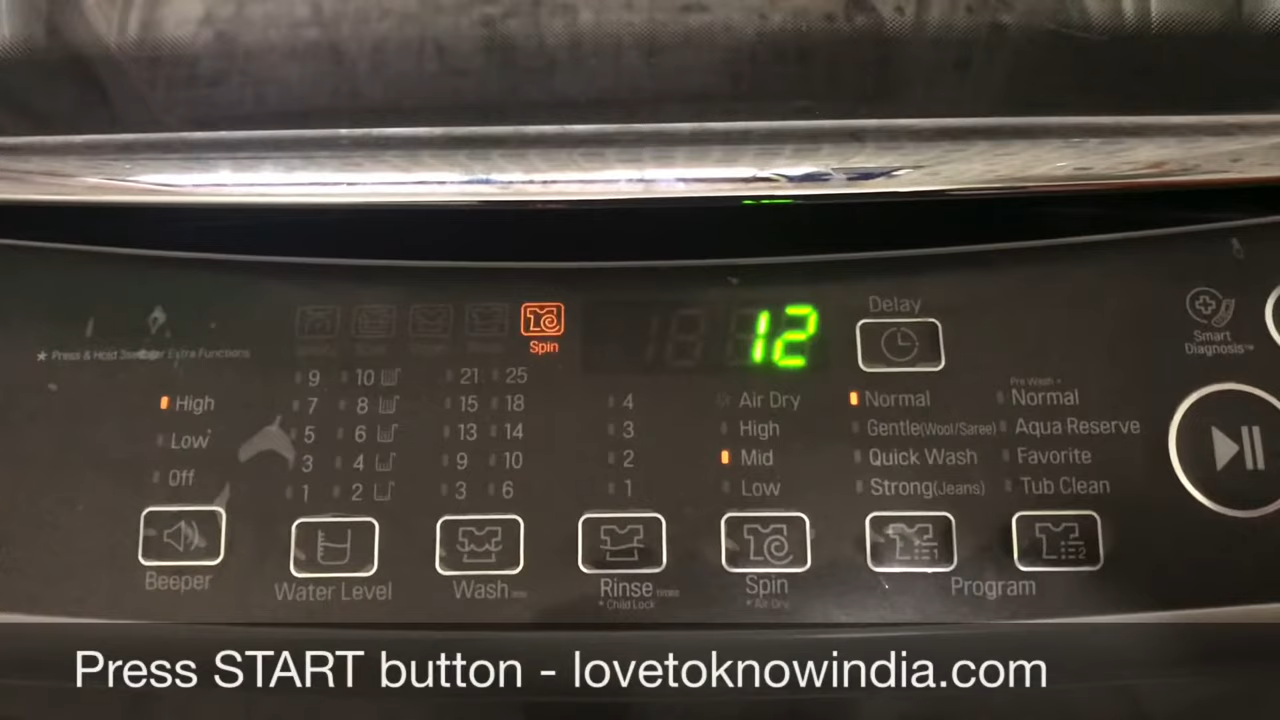 Delay
Smart
Diagnosis™
12
Spin
★ Press & Hold 3sec for Extra Functions
High
Low
Off
9 10
7 8
5 6
3 4
1 2
21 25
15 18
13 14
9 10
3 6
4
3
2
1
Air Dry
High
Mid
Low
Normal
Gentle(Wool/Saree)
Quick Wash
Strong(Jeans)
Pre Wash +
Normal
Aqua Reserve
Favorite
Tub Clean
Beeper
Water Level
Wash
Rinse times
* Child Lock
Spin
* Air Dry
Program
Press START button - lovetoknowindia.com